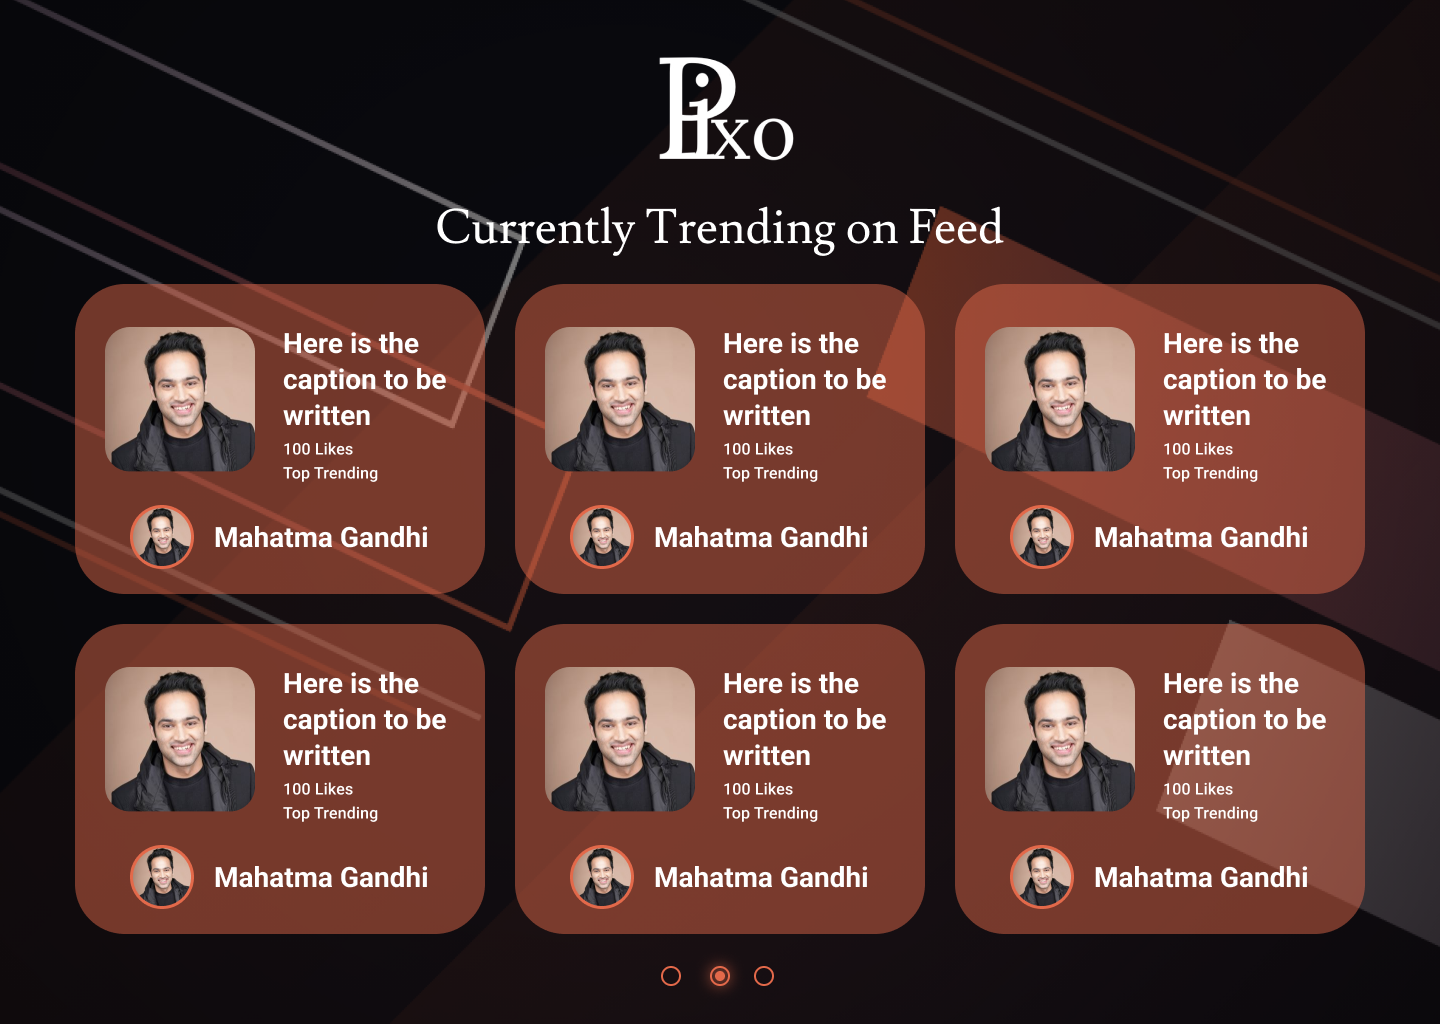 Pixo
Currently Trending on Feed
Here is the
caption to be
written
100 Likes
Top Trending
Mahatma Gandhi
Here is the
caption to be
written
100 Likes
Top Trending
Mahatma Gandhi
Here is the
caption to be
written
100 Likes
Top Trending
Mahatma Gandhi
Here is the
caption to be
written
100 Likes
Top Trending
Mahatma Gandhi
Here is the
caption to be
written
100 Likes
Top Trending
Mahatma Gandhi
Here is the
caption to be
written
100 Likes
Top Trending
Mahatma Gandhi